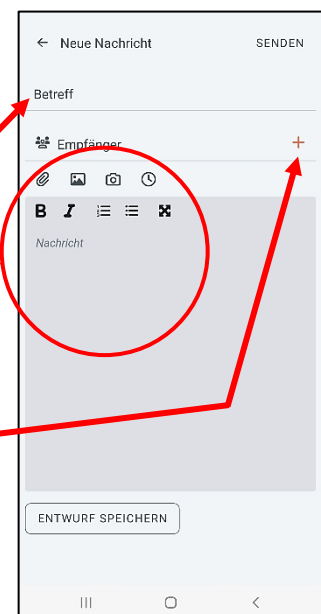 Neue Nachricht SENDEN
Betreff
Empfänger
B I
Nachricht
ENTWURF SPEICHERN